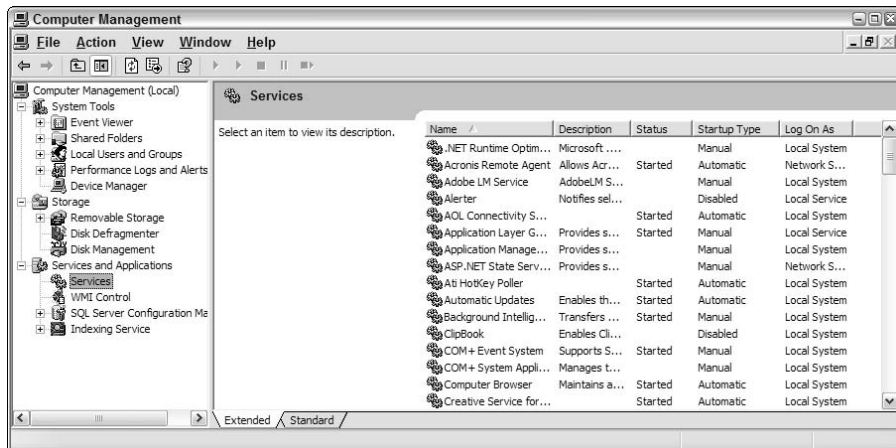 Computer Management
File Action View Window Help
Computer Management (Local)
System Tools
Event Viewer
Shared Folders
Local Users and Groups
Performance Logs and Alerts
Device Manager
Storage
Removable Storage
Disk Defragmenter
Disk Management
Services and Applications
Services
WMI Control
SQL Server Configuration Ma
Indexing Service
Services
Select an item to view its description.
Name Description Status Startup Type Log On As
.NET Runtime Optim... Microsoft .... Manual Local System
Acronis Remote Agent Allows Acr... Started Automatic Network S...
Adobe LM Service AdobeLM S... Manual Local System
Alerter Notifies sel... Disabled Local Service
AOL Connectivity S... Started Automatic Local System
Application Layer G... Provides s... Started Manual Local Service
Application Manage... Provides s... Manual Local System
ASP.NET State Serv... Provides s... Manual Network S...
Ati HotKey Poller Started Automatic Local System
Automatic Updates Enables th... Started Automatic Local System
Background Intellig... Transfers ... Started Manual Local System
ClipBook Enables Cli... Disabled Local System
COM+ Event System Supports S... Started Manual Local System
COM+ System Appli... Manages t... Manual Local System
Computer Browser Maintains a... Started Automatic Local System
Creative Service for... Started Automatic Local System
Extended Standard